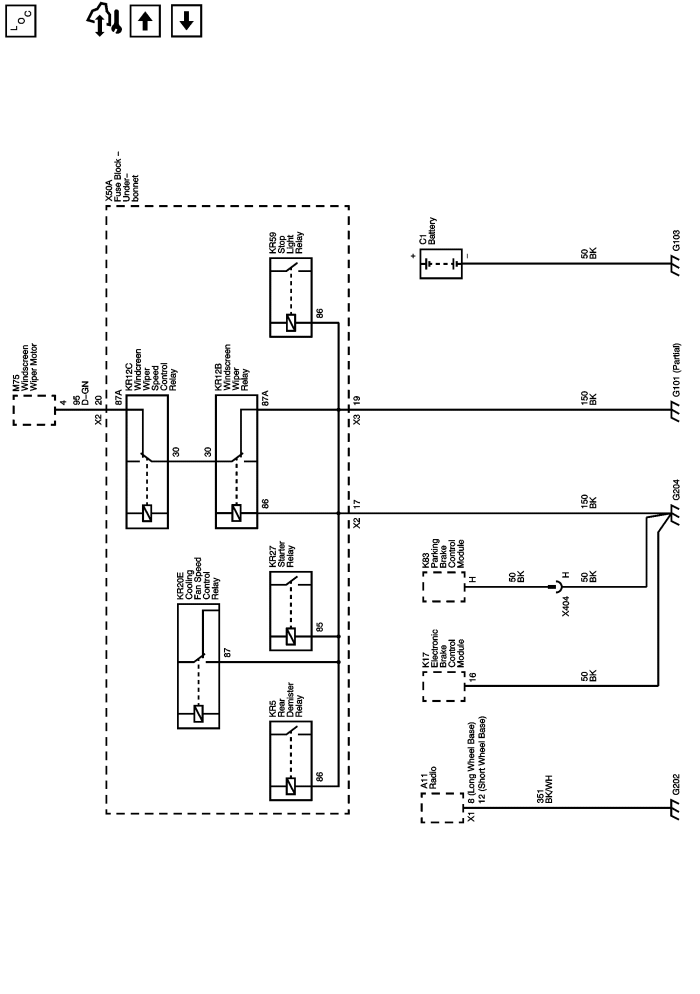 LOC
X50A
Fuse Block –
Under–
bonnet
M75
Windscreen
Wiper Motor
4
95
D–GN
20
X2
87A
KR12C
Windcreen
Wiper
Speed
Control
Relay
30
KR12B
Windscreen
Wiper
Relay
30
87A
86
KR59
Stop
Light
Relay
86
19
X3
17
X2
KR20E
Cooling
Fan Speed
Control
Relay
87
KR27
Starter
Relay
85
KR5
Rear
Demister
Relay
86
C1
Battery
+
–
50
BK
G103
150
BK
G101 (Partial)
150
BK
G204
K83
Parking
Brake
Control
Module
H
50
BK
H
X404
50
BK
K17
Electronic
Brake
Control
Module
16
50
BK
A11
Radio
8 (Long Wheel Base)
12 (Short Wheel Base)
X1
351
BK/WH
G202